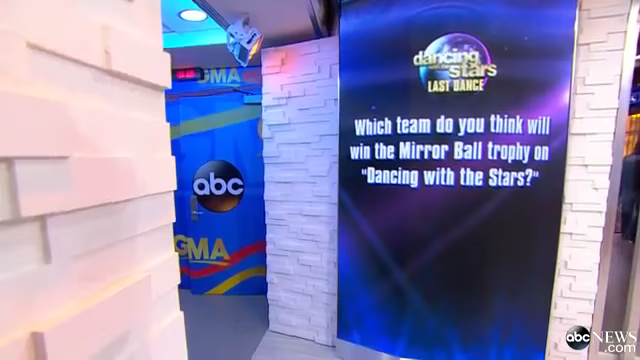 GMA
abc
GMA
dancing
with the
stars
LAST DANCE
Which team do you think will
win the Mirror Ball trophy on
"Dancing with the Stars?"
abc NEWS
.com